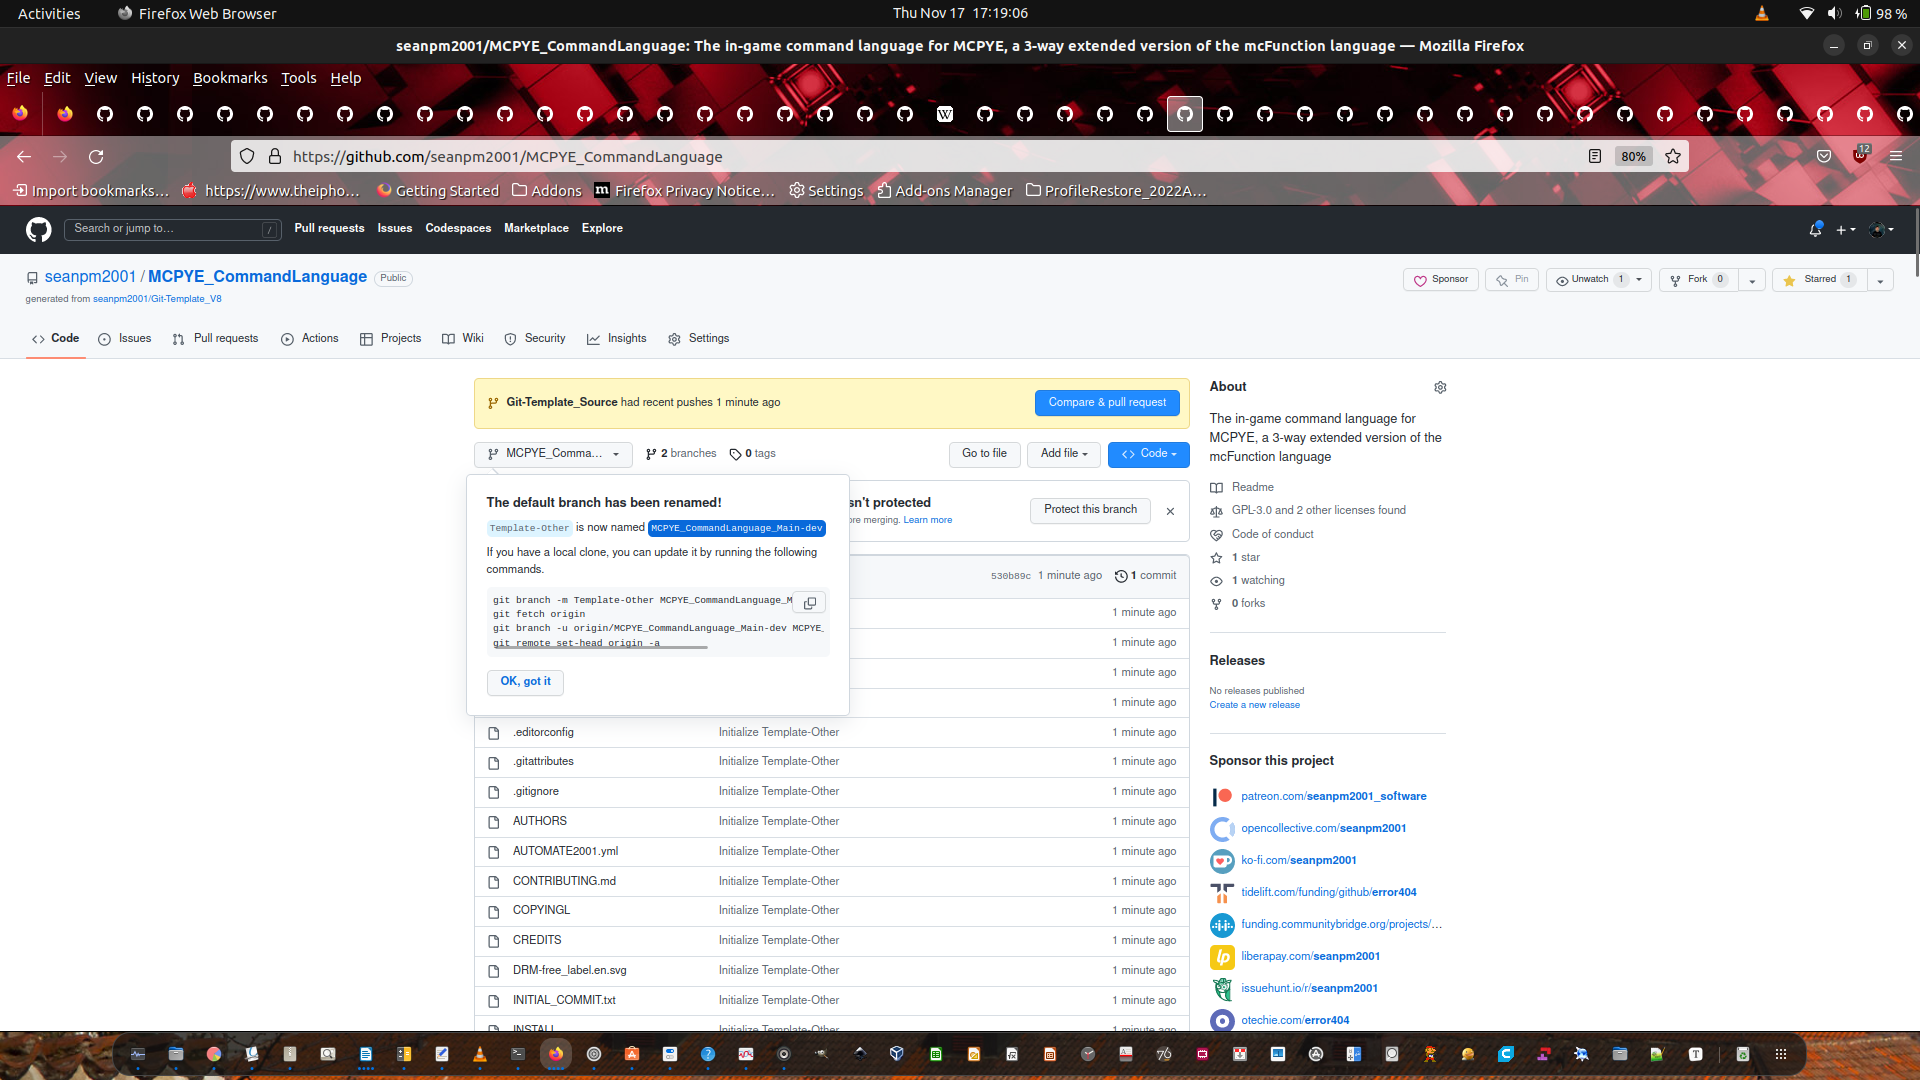 Activities
Firefox Web Browser
Thu Nov 17 17:19:06
98 %
seanpm2001/MCPYE_CommandLanguage: The in-game command language for MCPYE, a 3-way extended version of the mcFunction language — Mozilla Firefox
File Edit View History Bookmarks Tools Help
https://github.com/seanpm2001/MCPYE_CommandLanguage
80%
12
Import bookmarks…
https://www.theipho…
Getting Started
Addons
Firefox Privacy Notice…
Settings
Add-ons Manager
ProfileRestore_2022A…
Search or jump to…
/
Pull requests
Issues
Codespaces
Marketplace
Explore
seanpm2001 / MCPYE_CommandLanguage
Public
generated from seanpm2001/Git-Template_V8
Sponsor
Pin
Unwatch 1
Fork 0
Starred 1
Code
Issues
Pull requests
Actions
Projects
Wiki
Security
Insights
Settings
Git-Template_Source had recent pushes 1 minute ago
Compare & pull request
MCPYE_Comma…
2 branches
0 tags
Go to file
Add file
Code
The default branch has been renamed!
Template-Other is now named MCPYE_CommandLanguage_Main-dev
If you have a local clone, you can update it by running the following
commands.
git branch -m Template-Other MCPYE_CommandLanguage_M
git fetch origin
git branch -u origin/MCPYE_CommandLanguage_Main-dev MCPYE_
git remote set-head origin -a
OK, got it
sn't protected
ore merging. Learn more
Protect this branch
530b89c 1 minute ago
1 commit
1 minute ago
1 minute ago
1 minute ago
1 minute ago
.editorconfig Initialize Template-Other 1 minute ago
.gitattributes Initialize Template-Other 1 minute ago
.gitignore Initialize Template-Other 1 minute ago
AUTHORS Initialize Template-Other 1 minute ago
AUTOMATE2001.yml Initialize Template-Other 1 minute ago
CONTRIBUTING.md Initialize Template-Other 1 minute ago
COPYINGL Initialize Template-Other 1 minute ago
CREDITS Initialize Template-Other 1 minute ago
DRM-free_label.en.svg Initialize Template-Other 1 minute ago
INITIAL_COMMIT.txt Initialize Template-Other 1 minute ago
INSTALL Initialize Template-Other 1 minute ago
About
The in-game command language for
MCPYE, a 3-way extended version of the
mcFunction language
Readme
GPL-3.0 and 2 other licenses found
Code of conduct
1 star
1 watching
0 forks
Releases
No releases published
Create a new release
Sponsor this project
patreon.com/seanpm2001_software
opencollective.com/seanpm2001
ko-fi.com/seanpm2001
tidelift.com/funding/github/error404
funding.communitybridge.org/projects/…
liberapay.com/seanpm2001
issuehunt.io/r/seanpm2001
otechie.com/error404